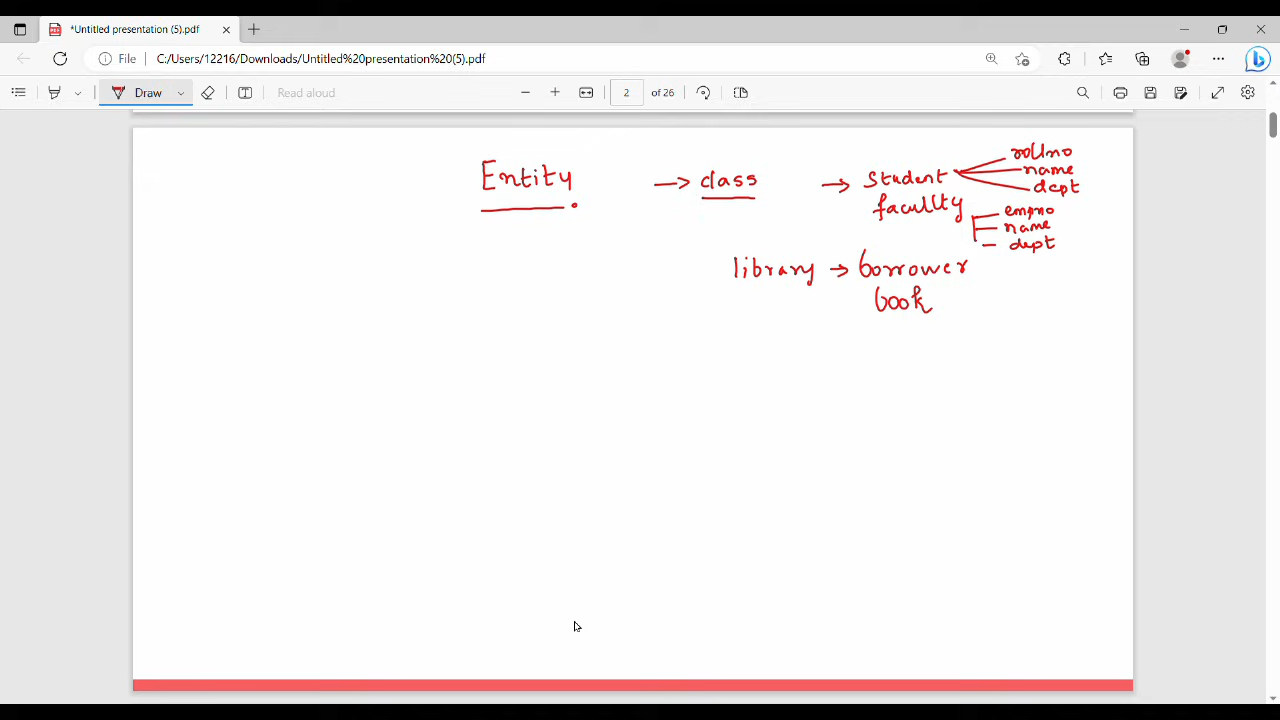 *Untitled presentation (5).pdf
File C:/Users/12216/Downloads/Untitled%20presentation%20(5).pdf
Draw Read aloud 2 of 26
Entity → class → Student rollno
name
dept
faculty empno
name
dept
library → borrower
book